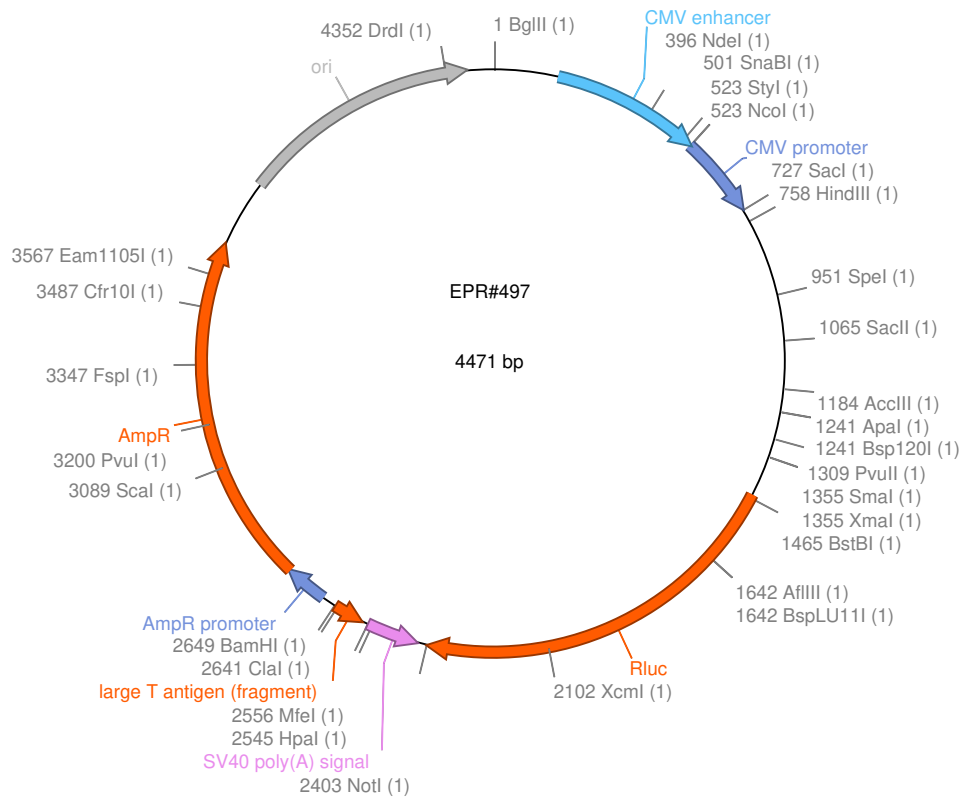 4352 DrdI (1)
1 BglII (1)
CMV enhancer
396 NdeI (1)
501 SnaBI (1)
523 StyI (1)
523 NcoI (1)
ori
CMV promoter
727 SacI (1)
758 HindIII (1)
3567 Eam1105I (1)
951 SpeI (1)
3487 Cfr10I (1)
EPR#497
1065 SacII (1)
4471 bp
3347 FspI (1)
1184 AccIII (1)
1241 ApaI (1)
AmpR
1241 Bsp120I (1)
3200 PvuI (1)
1309 PvuII (1)
3089 ScaI (1)
1355 SmaI (1)
1355 XmaI (1)
1465 BstBI (1)
1642 AflIII (1)
1642 BspLU11I (1)
AmpR promoter
2649 BamHI (1)
2641 ClaI (1)
Rluc
large T antigen (fragment)
2102 XcmI (1)
2556 MfeI (1)
2545 HpaI (1)
SV40 poly(A) signal
2403 NotI (1)